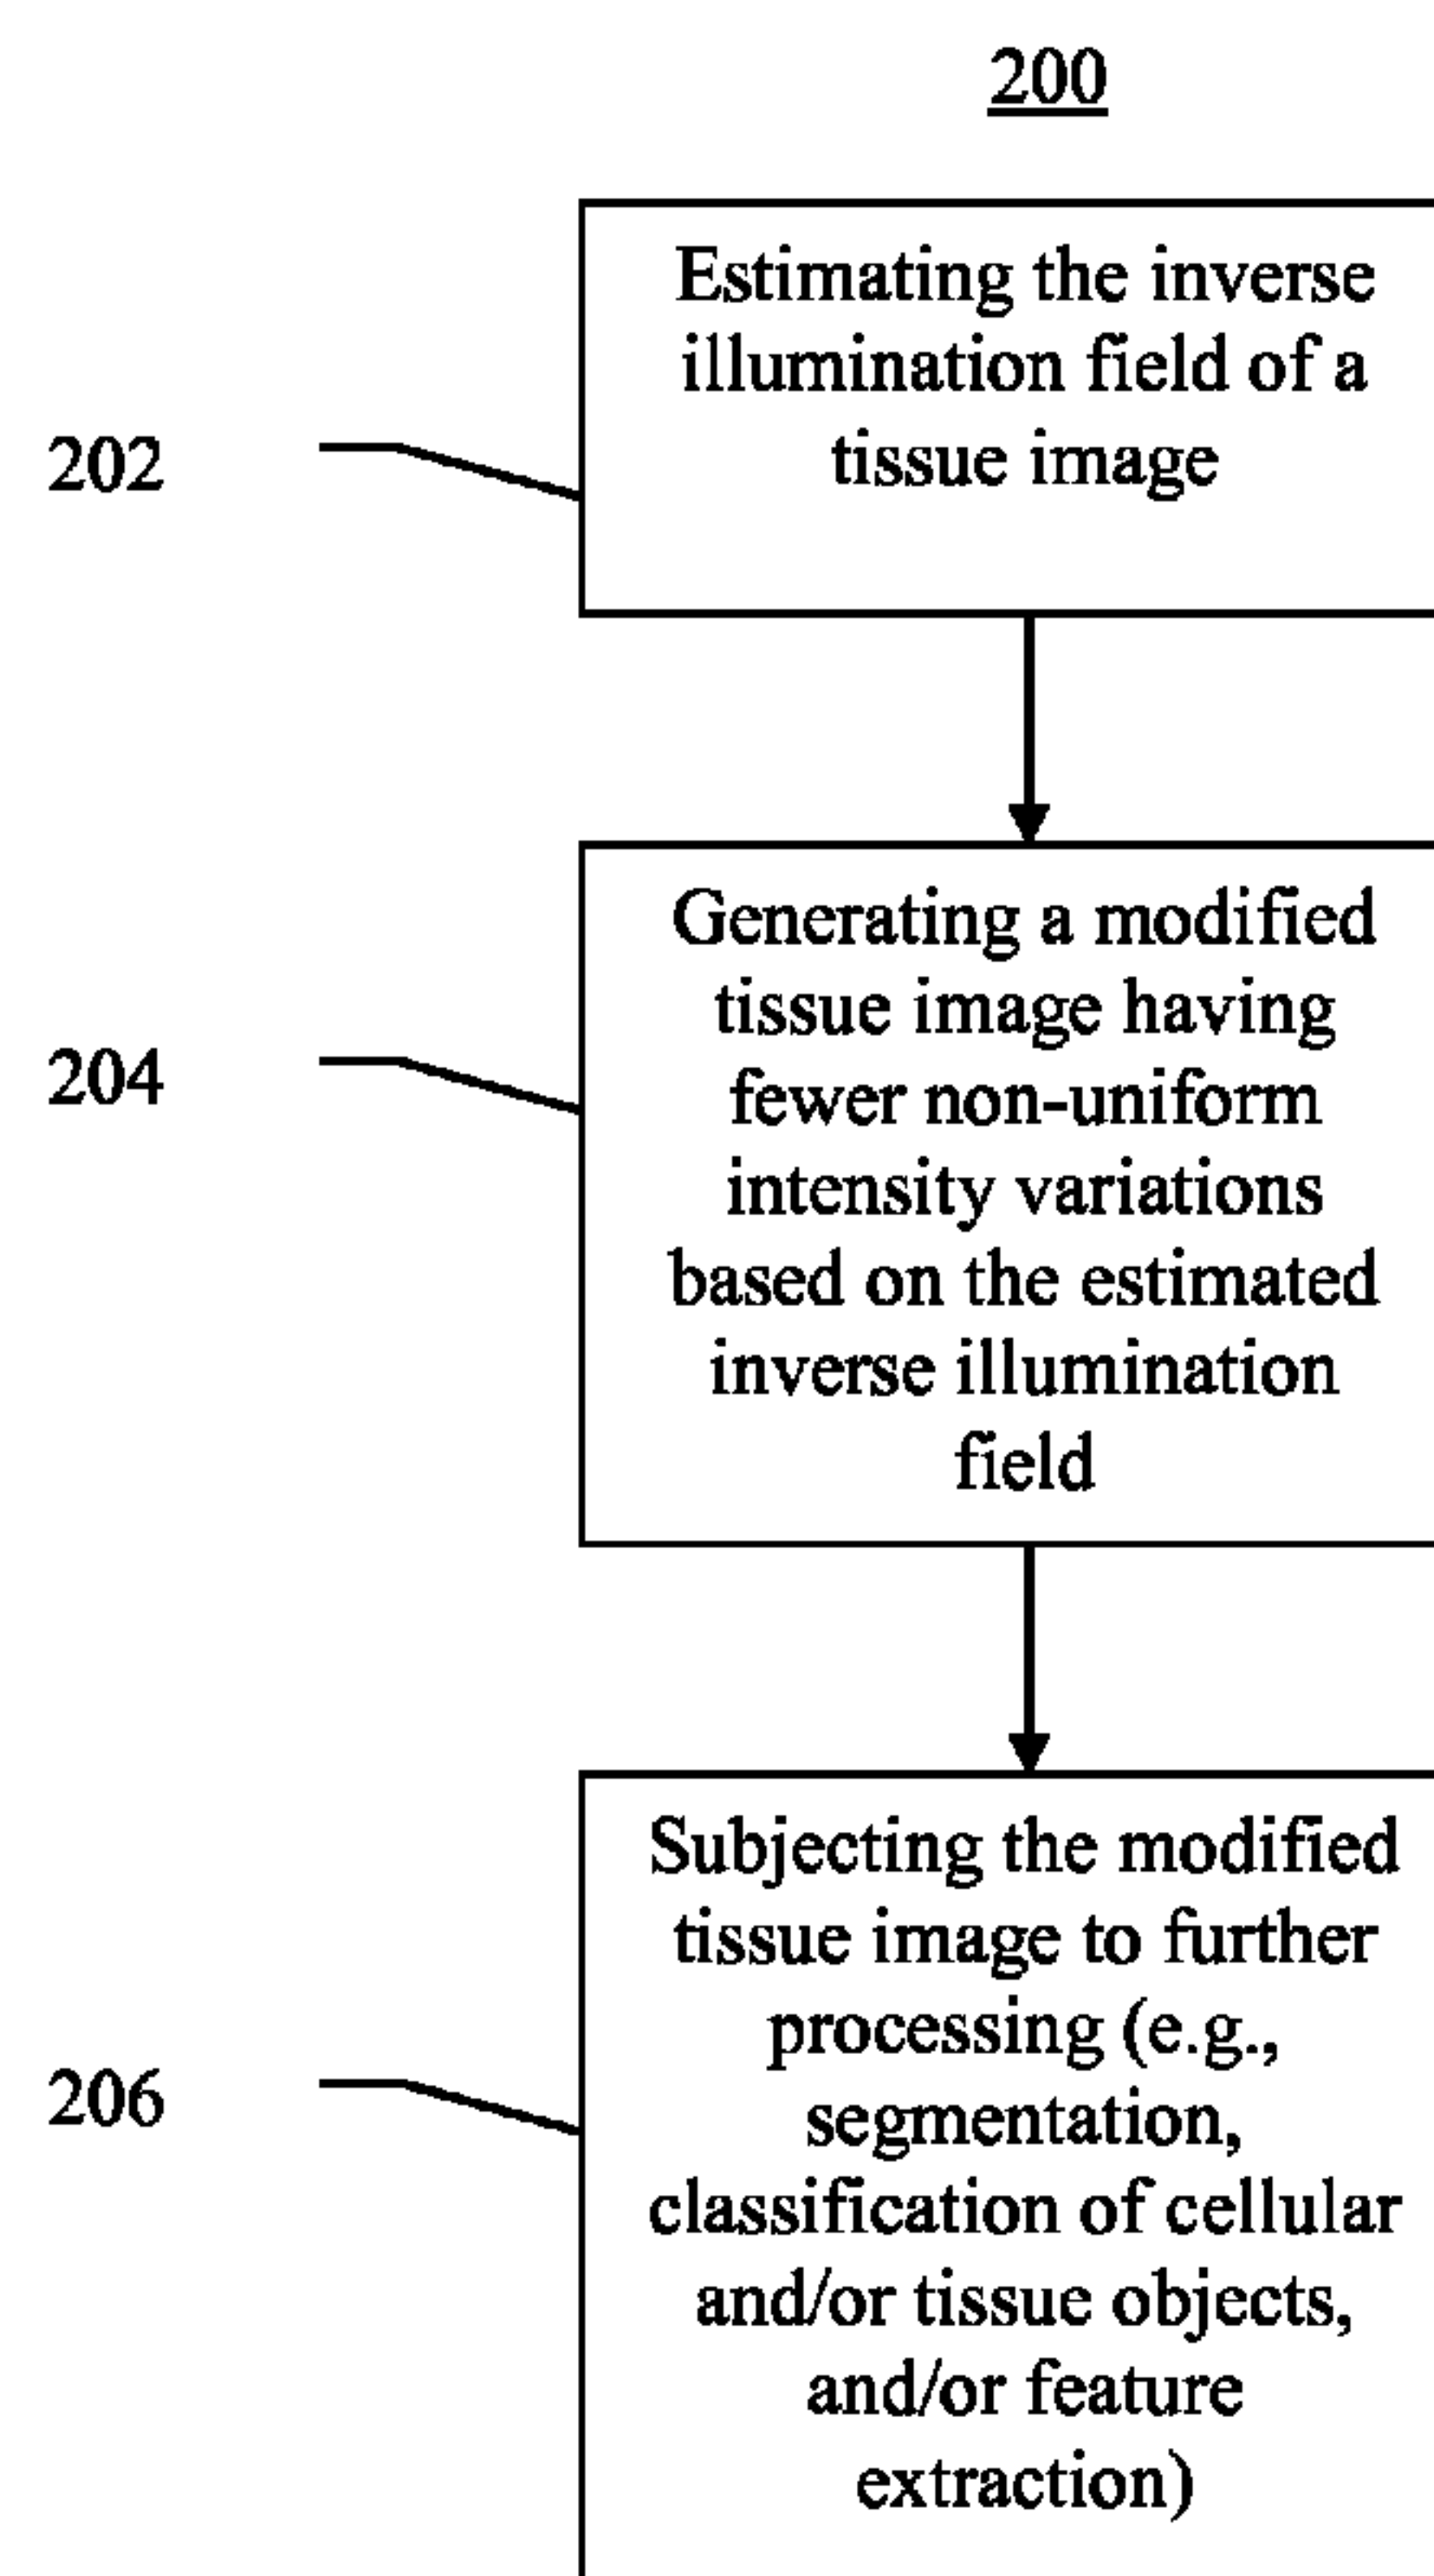 200
Estimating the inverse
illumination field of a
tissue image
202
Generating a modified
tissue image having
fewer non-uniform
intensity variations
based on the estimated
inverse illumination
field
204
Subjecting the modified
tissue image to further
processing (e.g.,
segmentation,
classification of cellular
and/or tissue objects,
and/or feature
extraction)
206